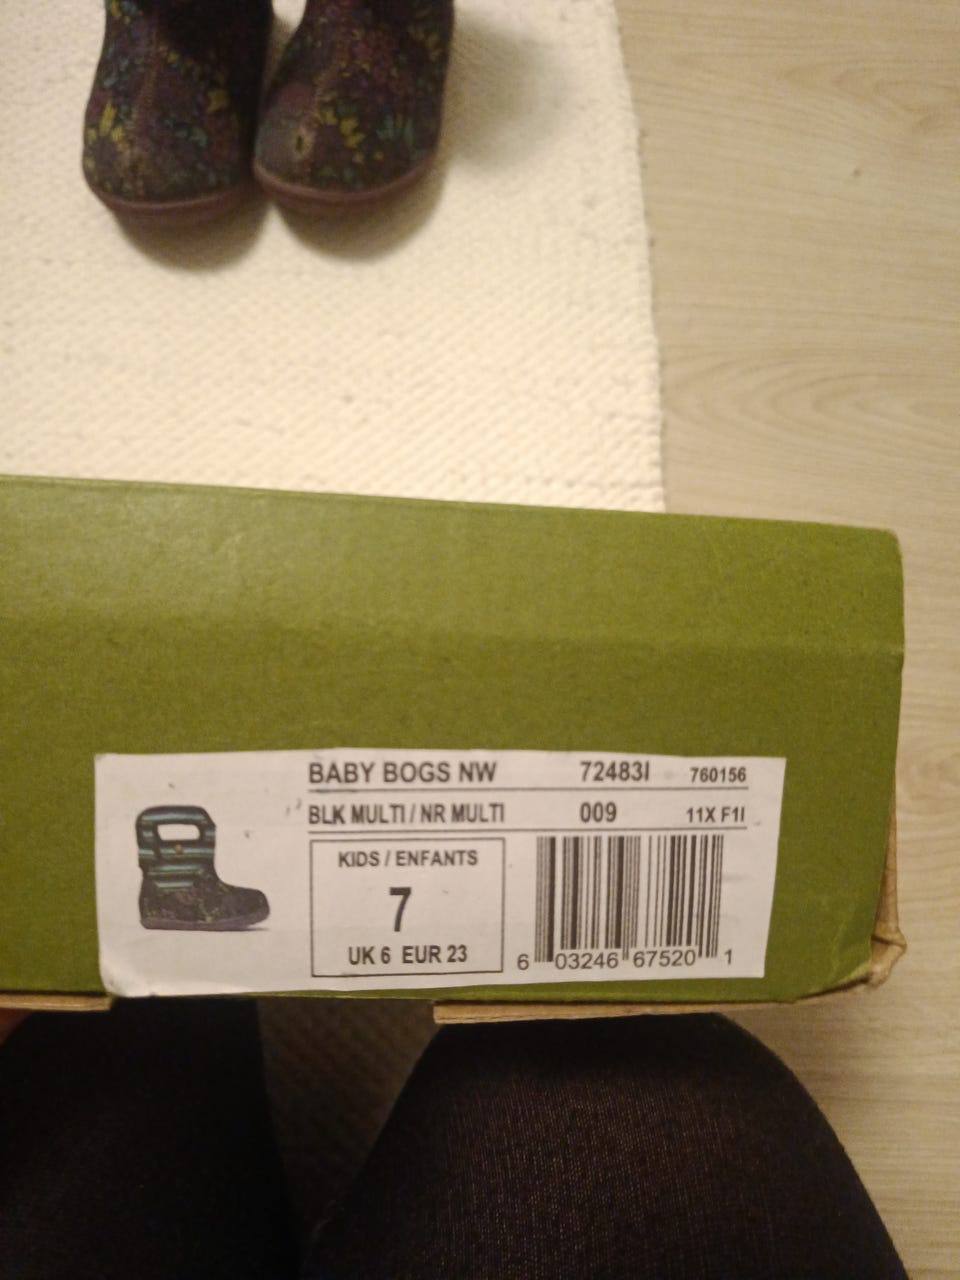 BABY BOGS NW 72483I 760156
BLK MULTI / NR MULTI 009 11X F1I
KIDS / ENFANTS
7
UK 6 EUR 23
6 03246 67520 1